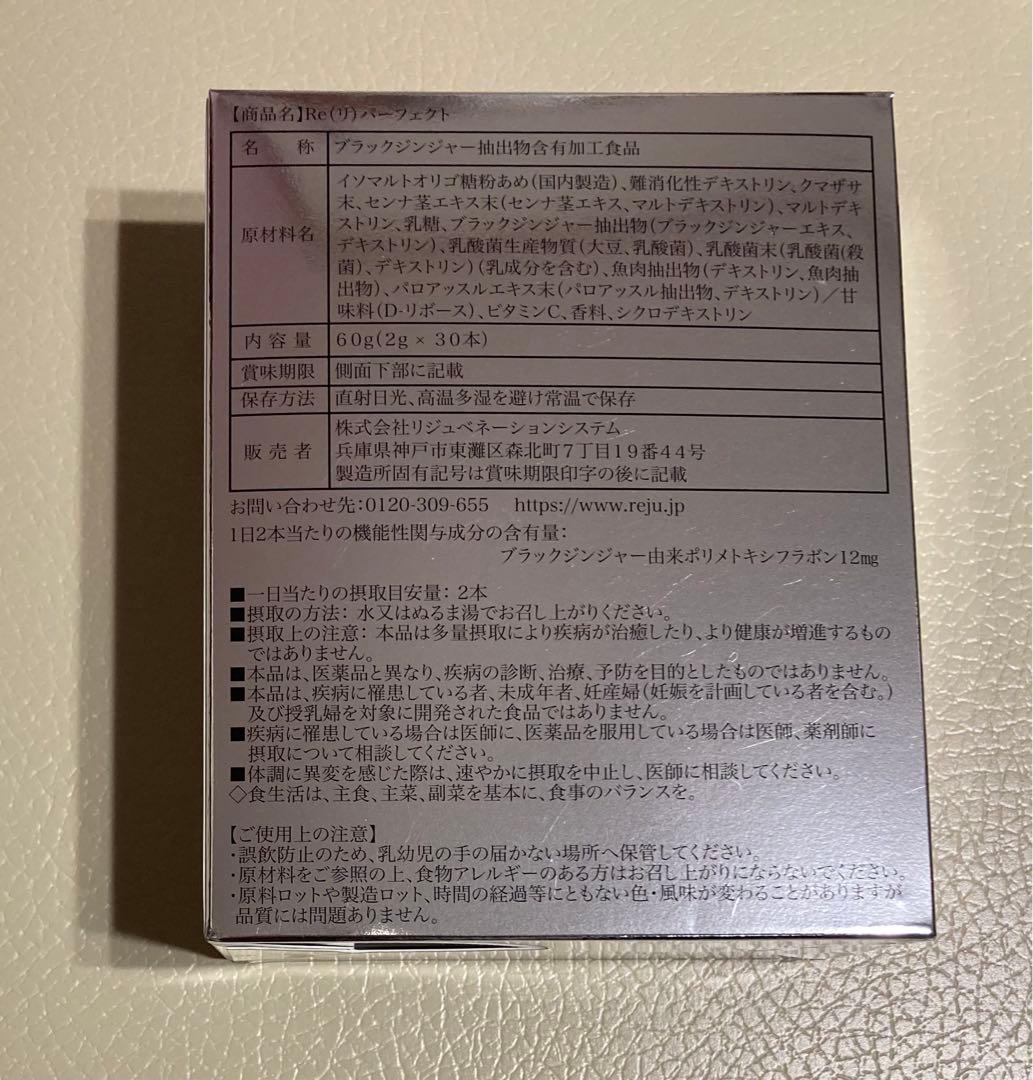 【商品名】Re(リ)パーフェクト
名 称 ブラックジンジャー抽出物含有加工食品
原材料名 イソマルトオリゴ糖粉あめ(国内製造)、難消化性デキストリン、クマザサ
末、センナ茎エキス末(センナ茎エキス、マルトデキストリン)、マルトデキ
ストリン、乳糖、ブラックジンジャー抽出物(ブラックジンジャーエキス、
デキストリン)、乳酸菌生産物質(大豆、乳酸菌)、乳酸菌末(乳酸菌(殺
菌)、デキストリン)(乳成分を含む)、魚肉抽出物(デキストリン、魚肉抽
出物)、パロアッスルエキス末(パロアッスル抽出物、デキストリン)/甘
味料(D-リボース)、ビタミンC、香料、シクロデキストリン
内容量 60g(2g × 30本)
賞味期限 側面下部に記載
保存方法 直射日光、高温多湿を避け常温で保存
販売者 株式会社リジュベネーションシステム
兵庫県神戸市東灘区森北町7丁目19番44号
製造所固有記号は賞味期限印字の後に記載
お問い合わせ先:0120-309-655 https://www.reju.jp
1日2本当たりの機能性関与成分の含有量:
ブラックジンジャー由来ポリメトキシフラボン12㎎
■一日当たりの摂取目安量: 2本
■摂取の方法: 水又はぬるま湯でお召し上がりください。
■摂取上の注意: 本品は多量摂取により疾病が治癒したり、より健康が増進するもの
ではありません。
■本品は、医薬品と異なり、疾病の診断、治療、予防を目的としたものではありません。
■本品は、疾病に罹患している者、未成年者、妊産婦(妊娠を計画している者を含む。)
及び授乳婦を対象に開発された食品ではありません。
■疾病に罹患している場合は医師に、医薬品を服用している場合は医師、薬剤師に
摂取について相談してください。
■体調に異変を感じた際は、速やかに摂取を中止し、医師に相談してください。
◇食生活は、主食、主菜、副菜を基本に、食事のバランスを。
【ご使用上の注意】
・誤飲防止のため、乳幼児の手の届かない場所へ保管してください。
・原材料をご参照の上、食物アレルギーのある方はお召し上がりにならないでください。
・原料ロットや製造ロット、時間の経過等にともない色・風味が変わることがありますが
品質には問題ありません。